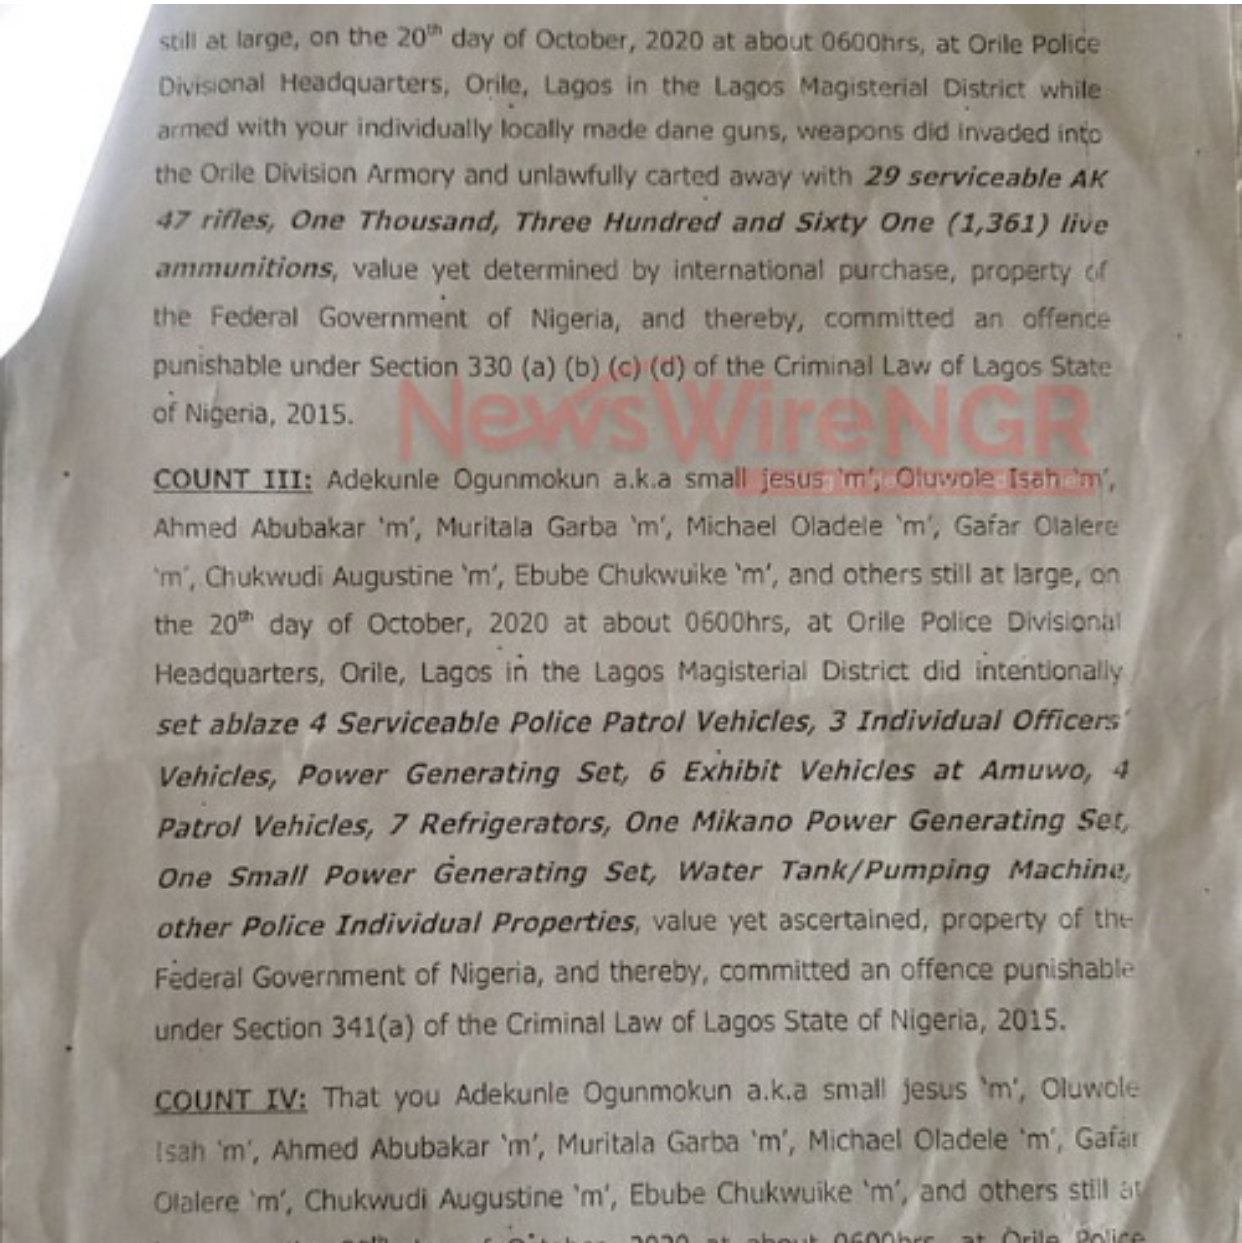 still at large, on the 20th day of October, 2020 at about 0600hrs, at Orile Police
Divisional Headquarters, Orile, Lagos in the Lagos Magisterial District while
armed with your individually locally made dane guns, weapons did invaded into
the Orile Division Armory and unlawfully carted away with 29 serviceable AK
47 rifles, One Thousand, Three Hundred and Sixty One (1,361) live
ammunitions, value yet determined by international purchase, property of
the Federal Government of Nigeria, and thereby, committed an offence
punishable under Section 330 (a) (b) (c) (d) of the Criminal Law of Lagos State
of Nigeria, 2015.
NewsWireNGR
COUNT III: Adekunle Ogunmokun a.k.a small jesus 'm', Oluwole Isah 'm',
Ahmed Abubakar 'm', Muritala Garba 'm', Michael Oladele 'm', Gafar Olalere
'm', Chukwudi Augustine 'm', Ebube Chukwuike 'm', and others still at large, on
the 20th day of October, 2020 at about 0600hrs, at Orile Police Divisional
Headquarters, Orile, Lagos in the Lagos Magisterial District did intentionally
set ablaze 4 Serviceable Police Patrol Vehicles, 3 Individual Officers'
Vehicles, Power Generating Set, 6 Exhibit Vehicles at Amuwo, 4
Patrol Vehicles, 7 Refrigerators, One Mikano Power Generating Set,
One Small Power Generating Set, Water Tank/Pumping Machine,
other Police Individual Properties, value yet ascertained, property of the
Federal Government of Nigeria, and thereby, committed an offence punishable
under Section 341(a) of the Criminal Law of Lagos State of Nigeria, 2015.
COUNT IV: That you Adekunle Ogunmokun a.k.a small jesus 'm', Oluwole
Isah 'm', Ahmed Abubakar 'm', Muritala Garba 'm', Michael Oladele 'm', Gafar
Olalere 'm', Chukwudi Augustine 'm', Ebube Chukwuike 'm', and others still at
of October, 2020 at about 0600hrs, at Orile Police